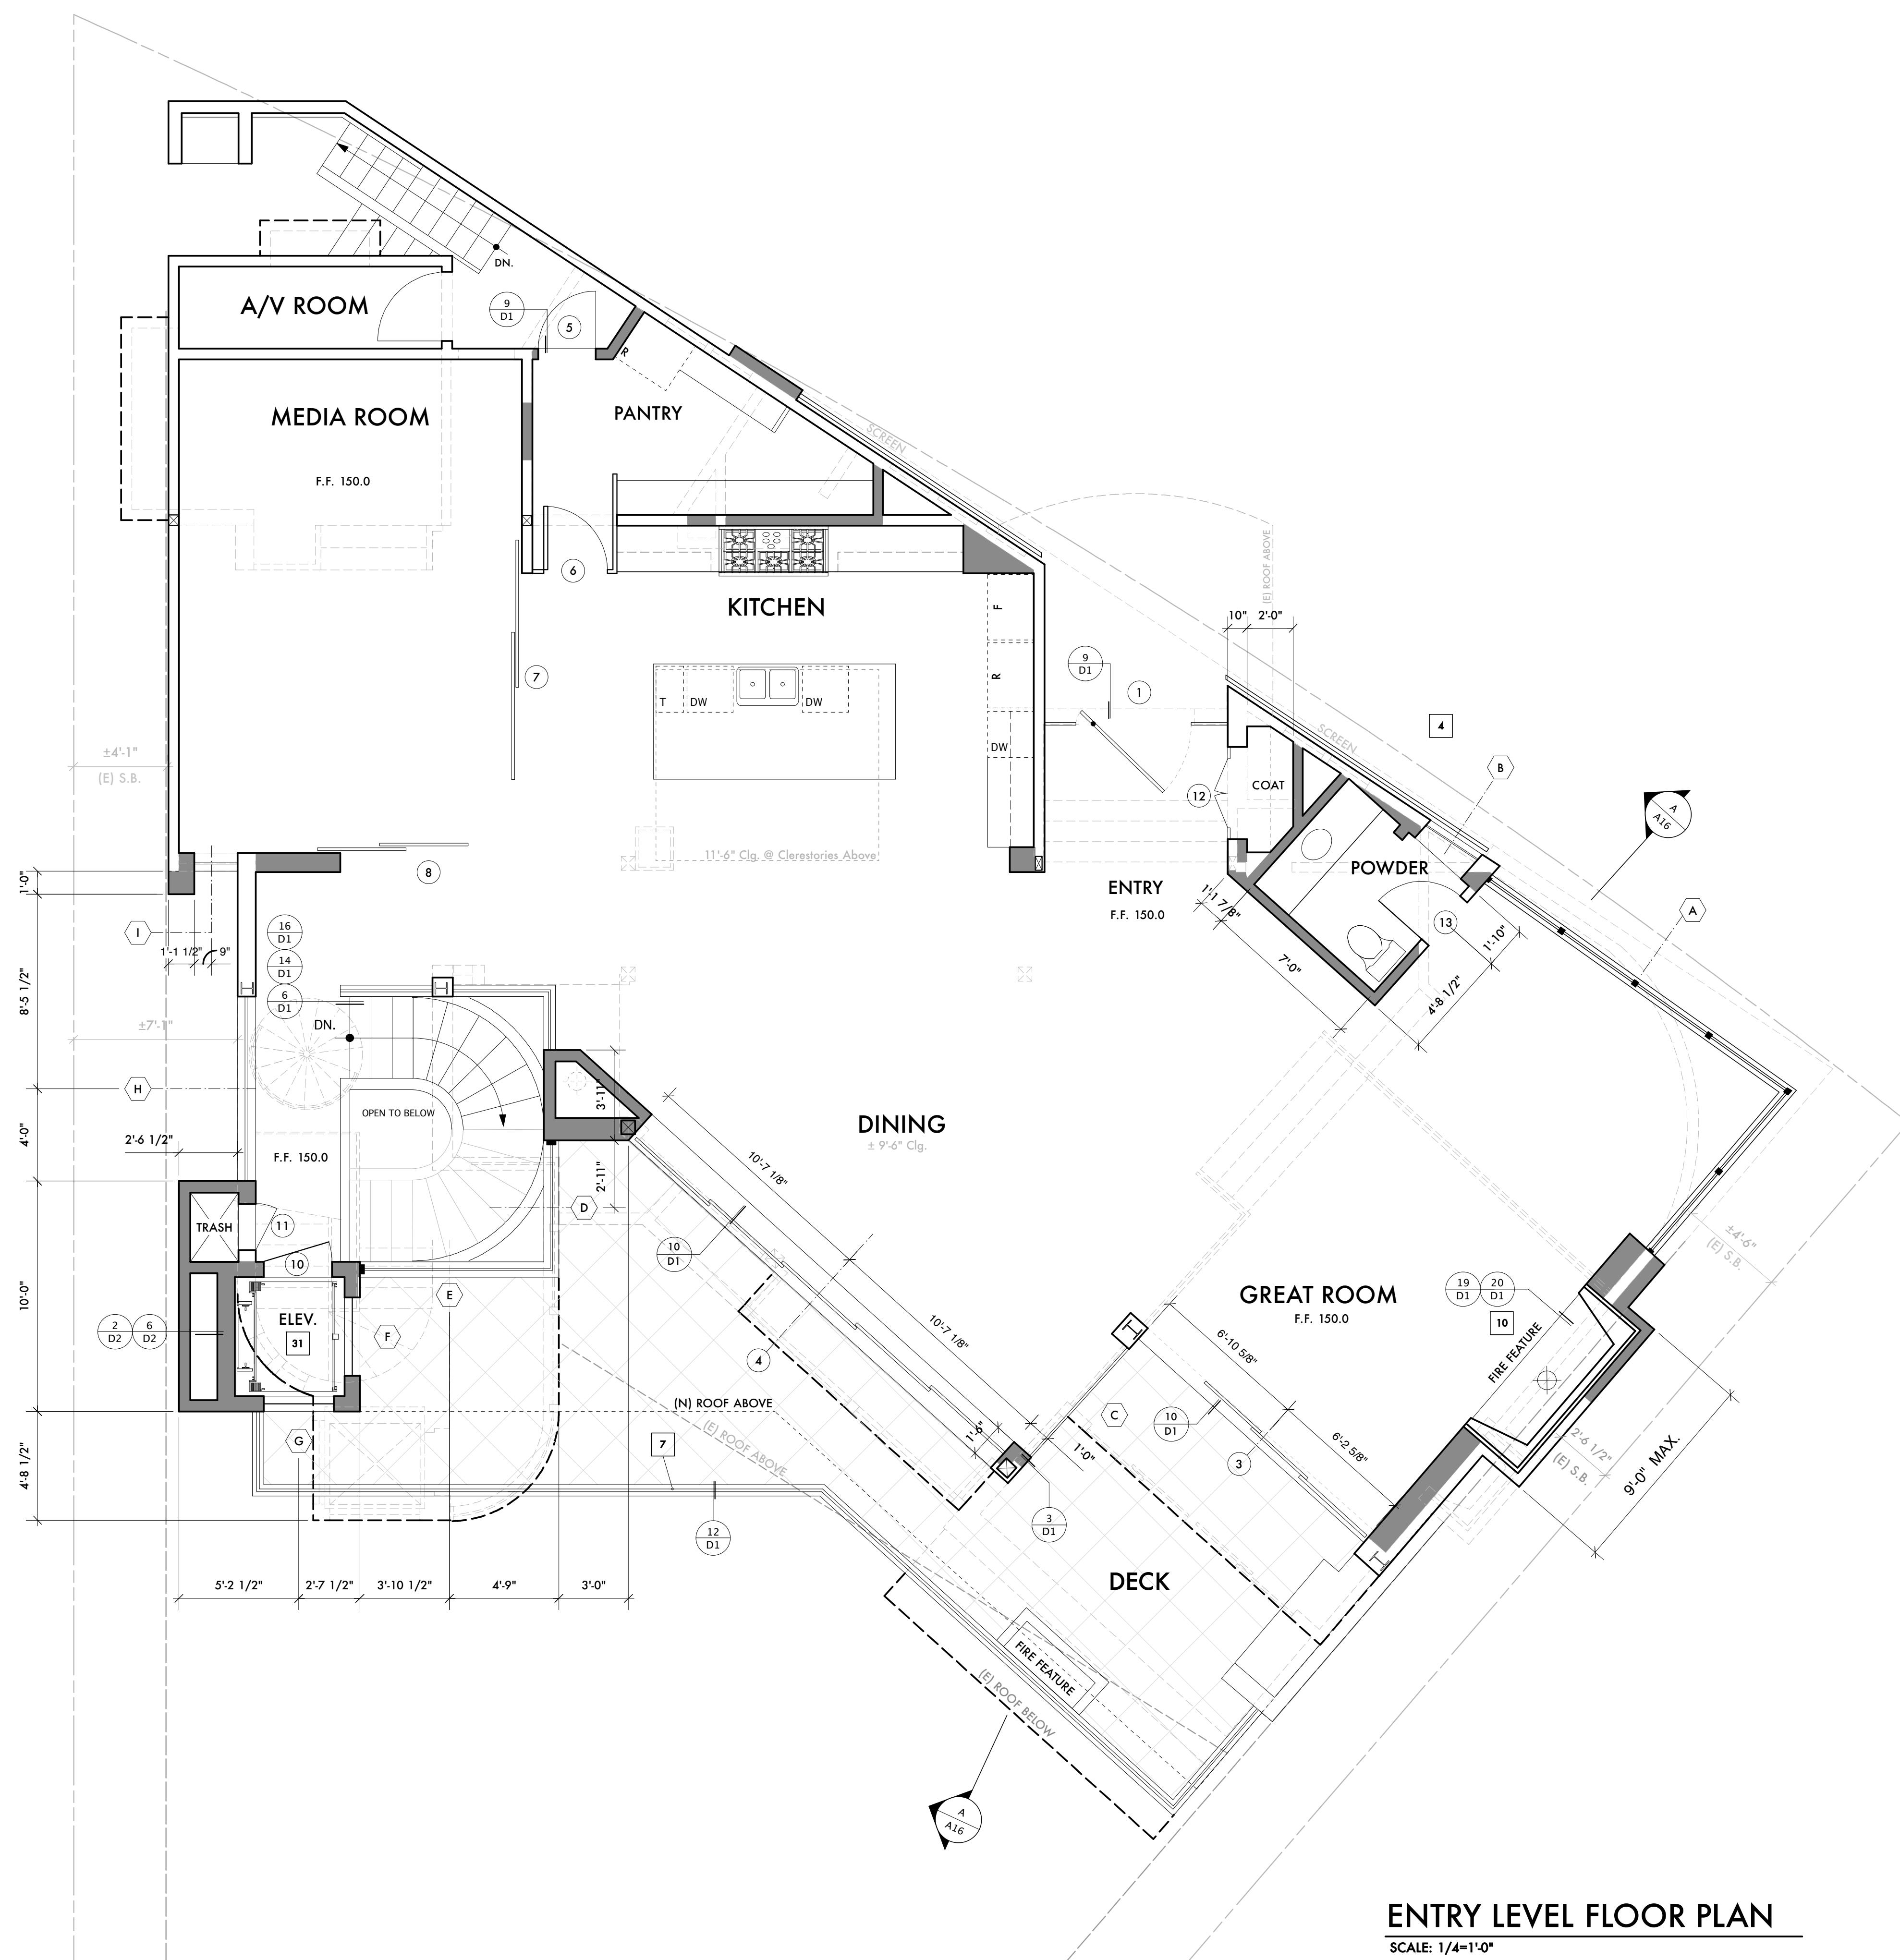 DN.
A/V ROOM
9
D1
5
R
PANTRY
MEDIA ROOM
SCREEN
F.F. 150.0
6
(E) ROOF ABOVE
KITCHEN
F
10" 2'-0"
9
D1
7
R
1
T DW DW
4
SCREEN
±4'-1"
(E) S.B.
DW
B
12
COAT
A
A16
11'-6" Clg. @ Clerestories Above
8
POWDER
1'-0"
ENTRY
F.F. 150.0
1'-1 7/8"
A
13
I
16
D1
1'-1 1/2" 9"
1'-10"
14
D1
7'-0"
8'-5 1/2"
4'-8 1/2"
6
D1
±7'-1"
DN.
H
3'-11"
OPEN TO BELOW
DINING
± 9'-6" Clg.
4'-0"
2'-6 1/2"
F.F. 150.0
10'-7 1/8"
2'-11"
D
TRASH
11
±4'-6"
(E) S.B.
10
D1
10
10'-0"
E
GREAT ROOM
F.F. 150.0
19
D1
20
D1
10
ELEV.
31
2
D2
6
D2
F
10'-7 1/8"
6'-10 5/8"
FIRE FEATURE
4
(N) ROOF ABOVE
C
10
D1
G
7
(E) ROOF ABOVE
1'-6"
1'-0"
6'-2 5/8"
3
2'-6 1/2"
(E) S.B.
9'-0" MAX.
4'-8 1/2"
12
D1
3
D1
5'-2 1/2" 2'-7 1/2" 3'-10 1/2" 4'-9" 3'-0"
DECK
FIRE FEATURE
(E) ROOF BELOW
A
A16
ENTRY LEVEL FLOOR PLAN
SCALE: 1/4=1'-0"